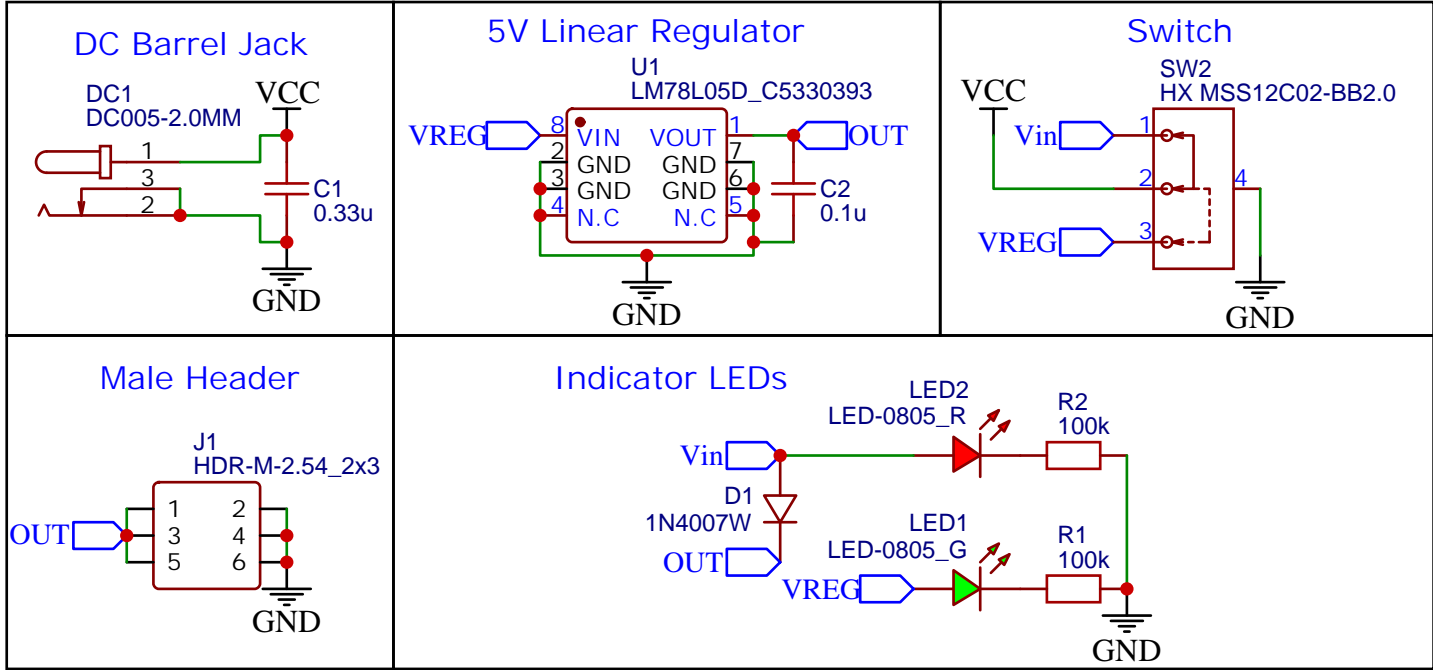 DC Barrel Jack
DC1
DC005-2.0MM
VCC
1
3
2
C1
0.33u
GND
5V Linear Regulator
U1
LM78L05D_C5330393
VREG
8
VIN
VOUT
1
OUT
2
GND
GND
7
3
GND
GND
6
4
N.C
N.C
5
C2
0.1u
GND
Switch
SW2
HX MSS12C02-BB2.0
VCC
Vin
1
2
4
VREG
3
GND
Male Header
J1
HDR-M-2.54_2x3
1
2
OUT
3
4
5
6
GND
Indicator LEDs
LED2
LED-0805_R
R2
100k
Vin
D1
1N4007W
OUT
LED1
LED-0805_G
R1
100k
VREG
GND